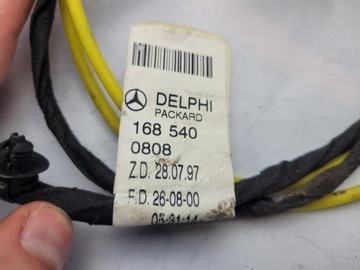 DELPHI
PACKARD
168 540
0808
Z.D. 28.07.97
F.D. 26-08-00